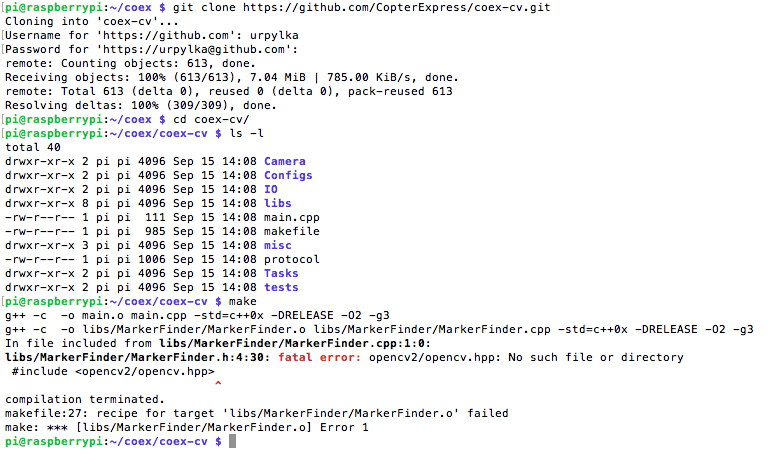 [pi@raspberrypi:~/coex $ git clone https://github.com/CopterExpress/coex-cv.git
Cloning into 'coex-cv'...
[Username for 'https://github.com': urpylka
[Password for 'https://urpylka@github.com':
remote: Counting objects: 613, done.
Receiving objects: 100% (613/613), 7.04 MiB | 785.00 KiB/s, done.
remote: Total 613 (delta 0), reused 0 (delta 0), pack-reused 613
Resolving deltas: 100% (309/309), done.
[pi@raspberrypi:~/coex $ cd coex-cv/
[pi@raspberrypi:~/coex/coex-cv $ ls -l
total 40
drwxr-xr-x 2 pi pi 4096 Sep 15 14:08 Camera
drwxr-xr-x 2 pi pi 4096 Sep 15 14:08 Configs
drwxr-xr-x 2 pi pi 4096 Sep 15 14:08 IO
drwxr-xr-x 8 pi pi 4096 Sep 15 14:08 libs
-rw-r--r-- 1 pi pi  111 Sep 15 14:08 main.cpp
-rw-r--r-- 1 pi pi  985 Sep 15 14:08 makefile
drwxr-xr-x 3 pi pi 4096 Sep 15 14:08 misc
-rw-r--r-- 1 pi pi 1006 Sep 15 14:08 protocol
drwxr-xr-x 2 pi pi 4096 Sep 15 14:08 Tasks
drwxr-xr-x 2 pi pi 4096 Sep 15 14:08 tests
[pi@raspberrypi:~/coex/coex-cv $ make
g++ -c  -o main.o main.cpp -std=c++0x -DRELEASE -O2 -g3
g++ -c  -o libs/MarkerFinder/MarkerFinder.o libs/MarkerFinder/MarkerFinder.cpp -std=c++0x -DRELEASE -O2 -g3
In file included from libs/MarkerFinder/MarkerFinder.cpp:1:0:
libs/MarkerFinder/MarkerFinder.h:4:30: fatal error: opencv2/opencv.hpp: No such file or directory
 #include <opencv2/opencv.hpp>
                              ^
compilation terminated.
makefile:27: recipe for target 'libs/MarkerFinder/MarkerFinder.o' failed
make: *** [libs/MarkerFinder/MarkerFinder.o] Error 1
pi@raspberrypi:~/coex/coex-cv $